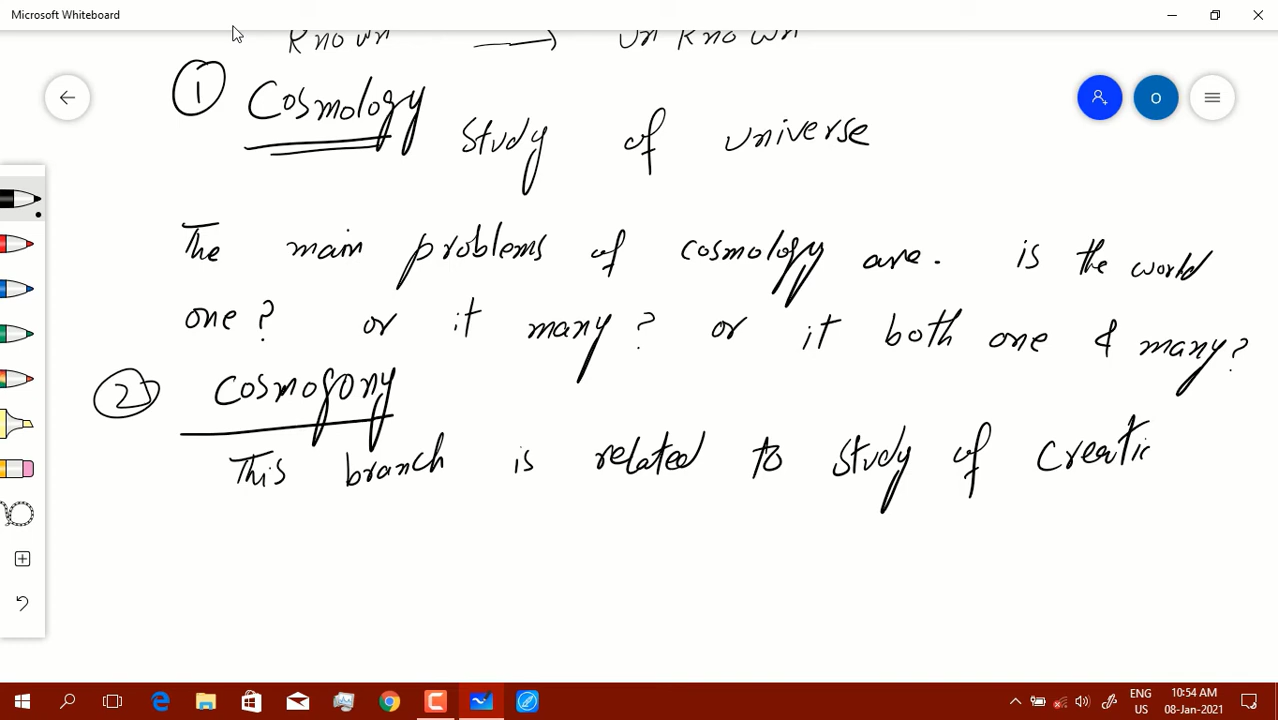 Microsoft Whiteboard
Known → unknown
① Cosmology
study of universe
The main problems of cosmology are. is the world
one? or it many? or it both one & many?
② Cosmogony
This branch is related to study of Creatio
O
ENG
US
10:54 AM
08-Jan-2021